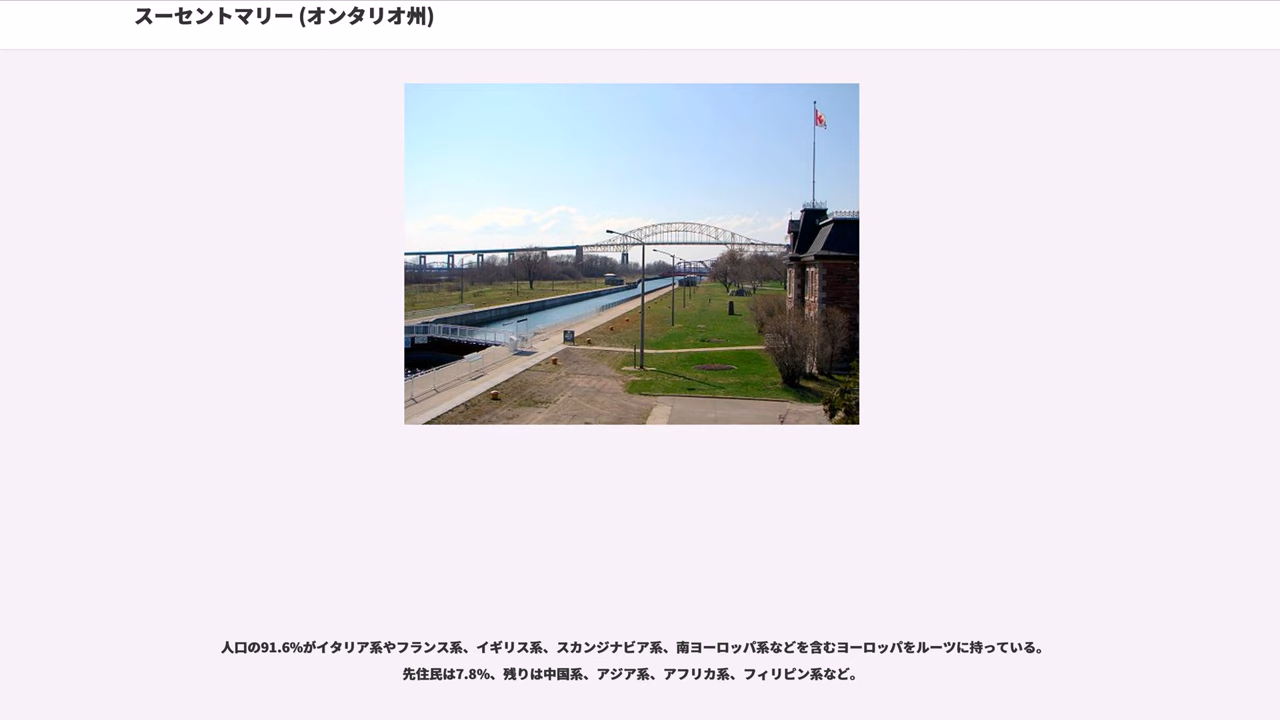 スーセントマリー (オンタリオ州)
人口の91.6%がイタリア系やフランス系、イギリス系、スカンジナビア系、南ヨーロッパ系などを含むヨーロッパをルーツに持っている。
先住民は7.8%、残りは中国系、アジア系、アフリカ系、フィリピン系など。